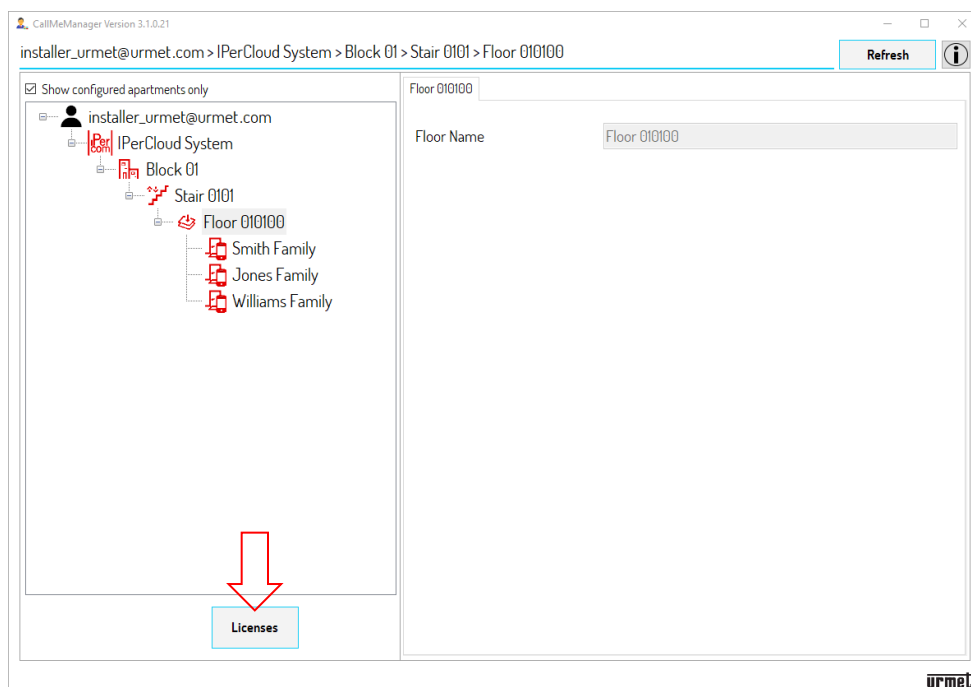 CallMeManager Version 3.1.0.21
installer_urmet@urmet.com > IPerCloud System > Block 01 > Stair 0101 > Floor 010100
Refresh
i
Show configured apartments only
installer_urmet@urmet.com
IPer com IPerCloud System
Block 01
Stair 0101
Floor 010100
Smith Family
Jones Family
Williams Family
Licenses
Floor 010100
Floor Name Floor 010100
urmet